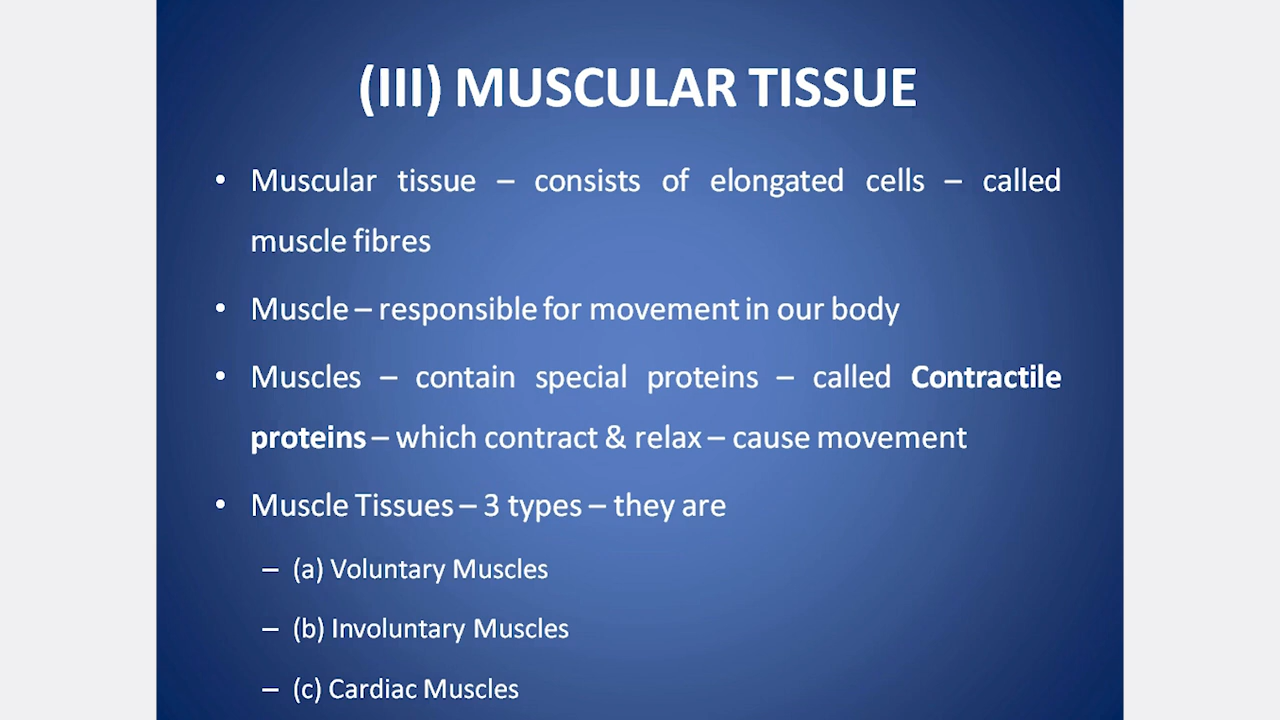 (III) MUSCULAR TISSUE
• Muscular tissue – consists of elongated cells – called
muscle fibres
• Muscle – responsible for movement in our body
• Muscles – contain special proteins – called Contractile
proteins – which contract & relax – cause movement
• Muscle Tissues – 3 types – they are
– (a) Voluntary Muscles
– (b) Involuntary Muscles
– (c) Cardiac Muscles